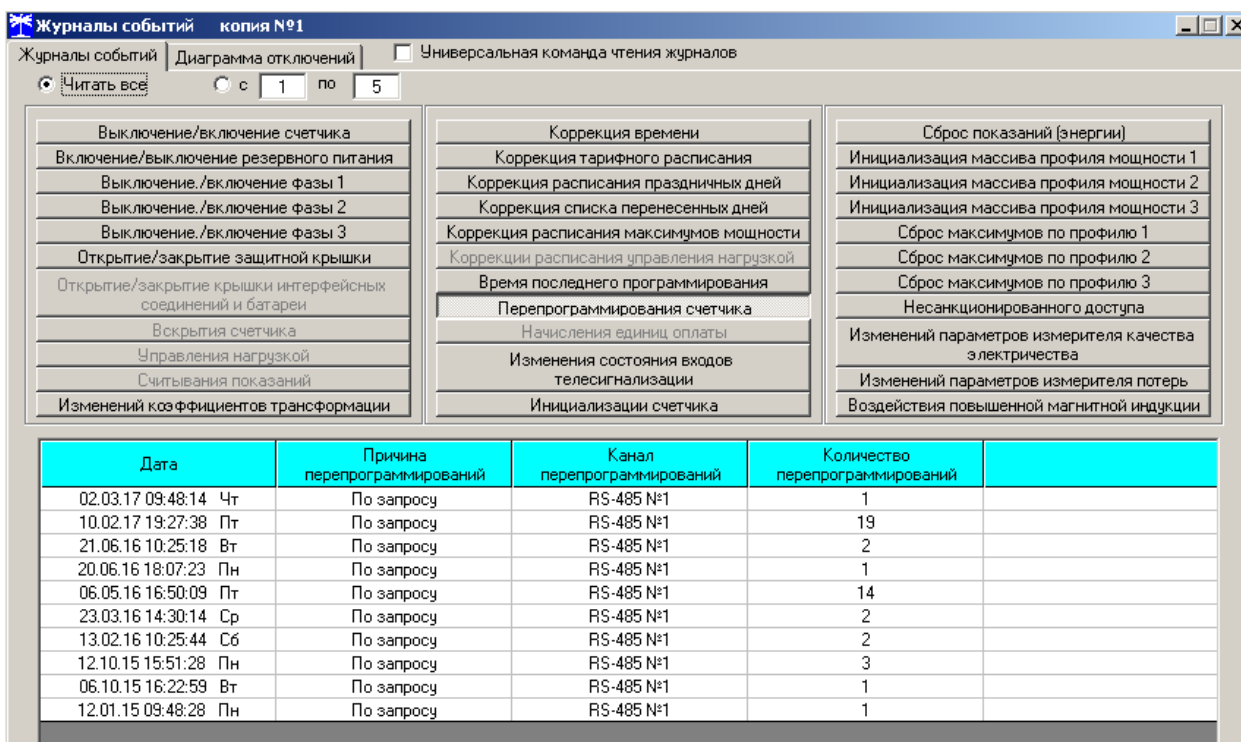 Журналы событий копия №1
Журналы событий Диаграмма отключений Универсальная команда чтения журналов
Читать все с 1 по 5
Выключение/включение счетчика
Включение/выключение резервного питания
Выключение./включение фазы 1
Выключение./включение фазы 2
Выключение./включение фазы 3
Открытие/закрытие защитной крышки
Открытие/закрытие крышки интерфейсных
соединений и батареи
Вскрытия счетчика
Управления нагрузкой
Считывания показаний
Изменений коэффициентов трансформации
Коррекция времени
Коррекция тарифного расписания
Коррекция расписания праздничных дней
Коррекция списка перенесенных дней
Коррекция расписания максимумов мощности
Коррекции расписания управления нагрузкой
Время последнего программирования
Перепрограммирования счетчика
Начисления единиц оплаты
Изменения состояния входов
телесигнализации
Инициализации счетчика
Сброс показаний (энергии)
Инициализация массива профиля мощности 1
Инициализация массива профиля мощности 2
Инициализация массива профиля мощности 3
Сброс максимумов по профилю 1
Сброс максимумов по профилю 2
Сброс максимумов по профилю 3
Несанкционированного доступа
Изменений параметров измерителя качества
электричества
Изменений параметров измерителя потерь
Воздействия повышенной магнитной индукции
Дата Причина перепрограммирований Канал перепрограммирований Количество перепрограммирований
02.03.17 09:48:14 Чт По запросу RS-485 №1 1
10.02.17 19:27:38 Пт По запросу RS-485 №1 19
21.06.16 10:25:18 Вт По запросу RS-485 №1 2
20.06.16 18:07:23 Пн По запросу RS-485 №1 1
06.05.16 16:50:09 Пт По запросу RS-485 №1 14
23.03.16 14:30:14 Ср По запросу RS-485 №1 2
13.02.16 10:25:44 Сб По запросу RS-485 №1 2
12.10.15 15:51:28 Пн По запросу RS-485 №1 3
06.10.15 16:22:59 Вт По запросу RS-485 №1 1
12.01.15 09:48:28 Пн По запросу RS-485 №1 1